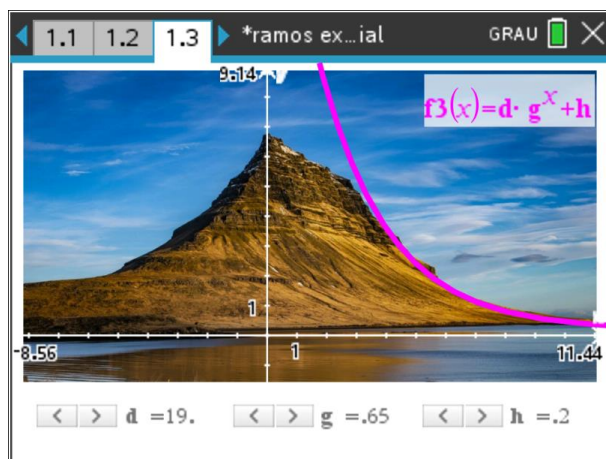 1.1 1.2 1.3 *ramos ex...ial GRAU
9.14
f3(x)=d· g^x+h
1
-8.56 1 11.44
< > d =19. < > g =.65 < > h =.2